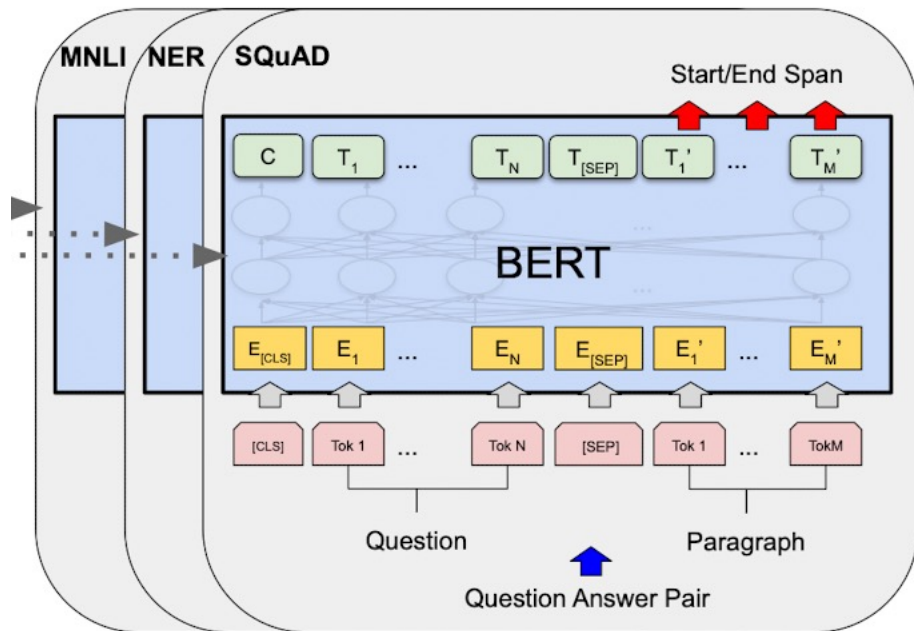 MNLI NER SQuAD
Start/End Span
C T1 ... TN T[SEP] T1’ ... TM’
...
BERT
...
E[CLS] E1 ... EN E[SEP] E1’ ... EM’
[CLS] Tok 1 ... Tok N [SEP] Tok 1 ... TokM
Question Paragraph
Question Answer Pair